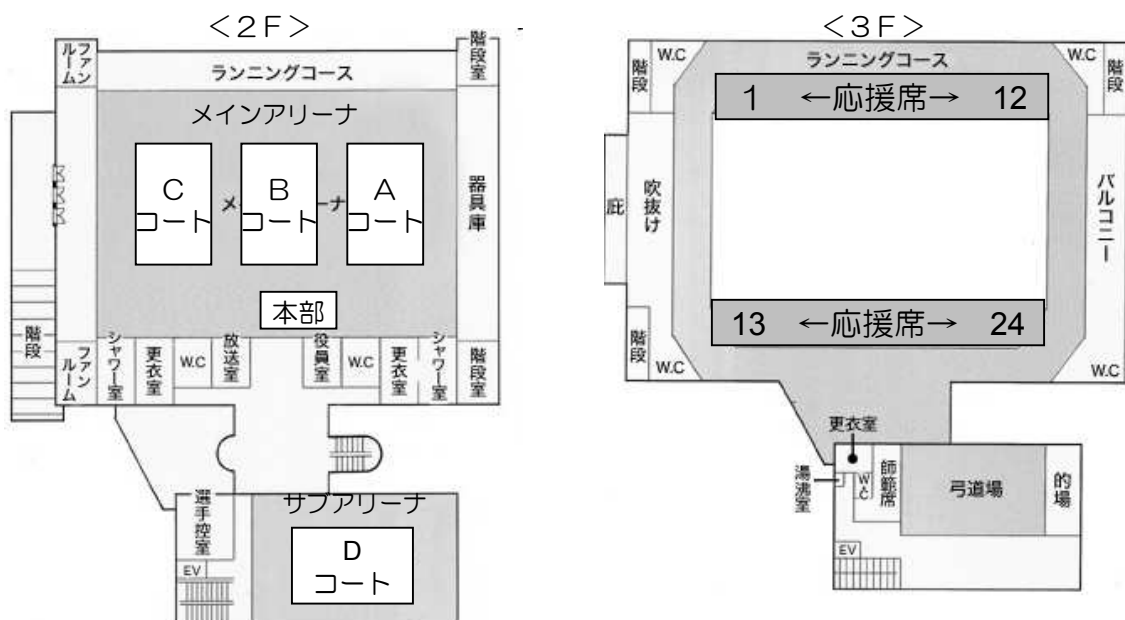 <2F>
ファンルーム
ランニングコース
階段室
メインアリーナ
C
コート
B
コート
A
コート
メ
ーナ
器具庫
本部
階段
ファンルーム
シャワー室
更衣室
W.C
放送室
役員室
W.C
更衣室
シャワー室
階段室
選手控室
EV
サブアリーナ
D
コート
<3F>
階段
W.C
ランニングコース
W.C
階段
1 ←応援席→ 12
庇
吹抜け
バルコニー
13 ←応援席→ 24
階段
W.C
W.C
更衣室
湯沸室
W.C
師範席
弓道場
的場
EV